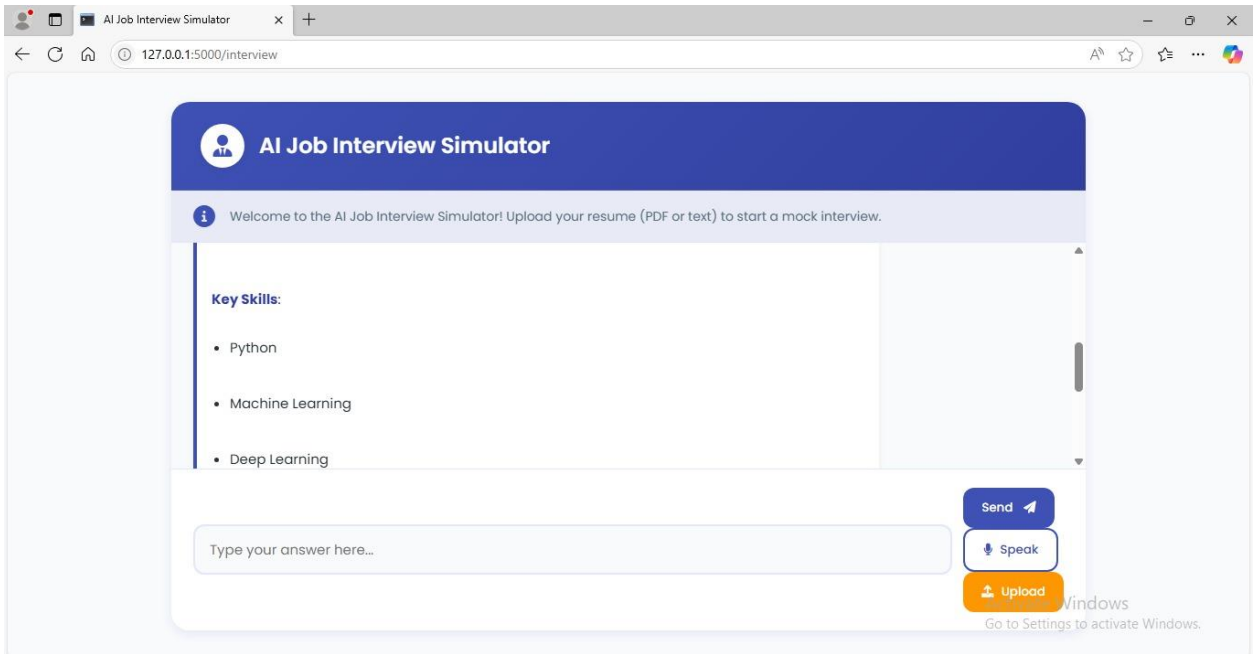 AI Job Interview Simulator
127.0.0.1:5000/interview
AI Job Interview Simulator
Welcome to the AI Job Interview Simulator! Upload your resume (PDF or text) to start a mock interview.
Key Skills:
• Python
• Machine Learning
• Deep Learning
Send
Type your answer here...
Speak
Upload
Windows
Go to Settings to activate Windows.